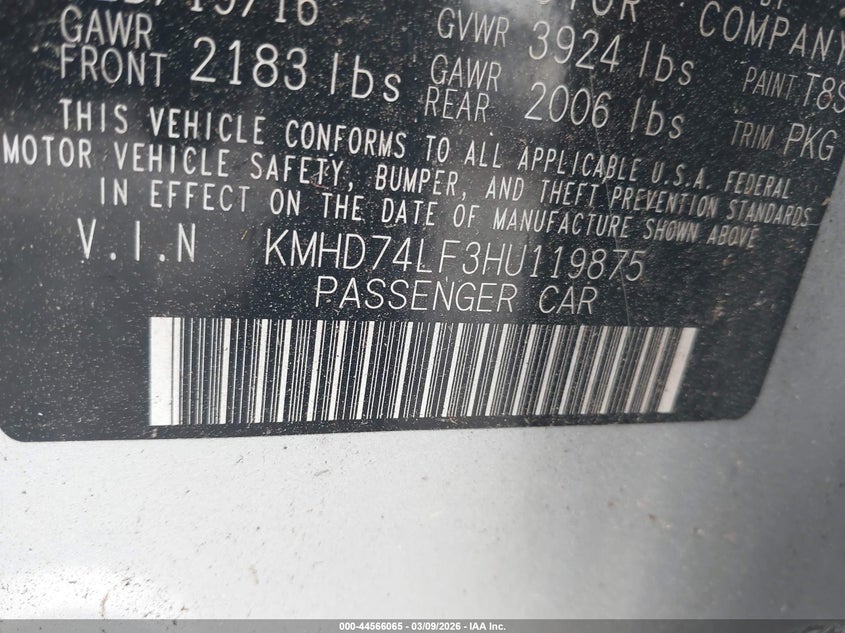 GVWR 3924 lbs
COMPANY
GAWR
FRONT 2183 lbs
GAWR
REAR 2006 lbs
PAINT T8S
TRIM PKG
THIS VEHICLE CONFORMS TO ALL APPLICABLE U.S.A. FEDERAL
MOTOR VEHICLE SAFETY, BUMPER, AND THEFT PREVENTION STANDARDS
IN EFFECT ON THE DATE OF MANUFACTURE SHOWN ABOVE
V.I.N KMHD74LF3HU119875
PASSENGER CAR
000-44566065 | 03/09/2026 - IAA Inc.